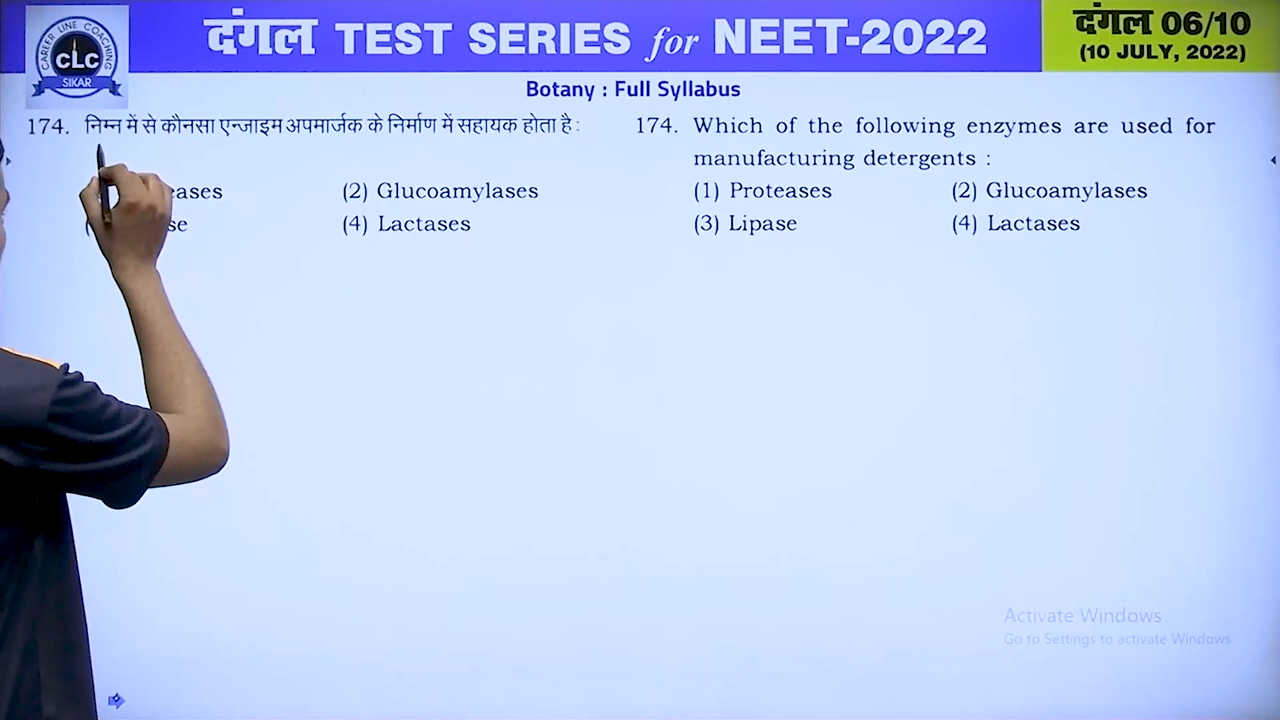 CAREER LINE COACHING
CLC
SIKAR
दंगल TEST SERIES for NEET-2022
दंगल 06/10
(10 JULY, 2022)
Botany : Full Syllabus
174. निम्न में से कौनसा एन्जाइम अपमार्जक के निर्माण में सहायक होता है :
eases (2) Glucoamylases
se (4) Lactases
174. Which of the following enzymes are used for
manufacturing detergents :
(1) Proteases (2) Glucoamylases
(3) Lipase (4) Lactases
Activate Windows
Go to Settings to activate Windows.